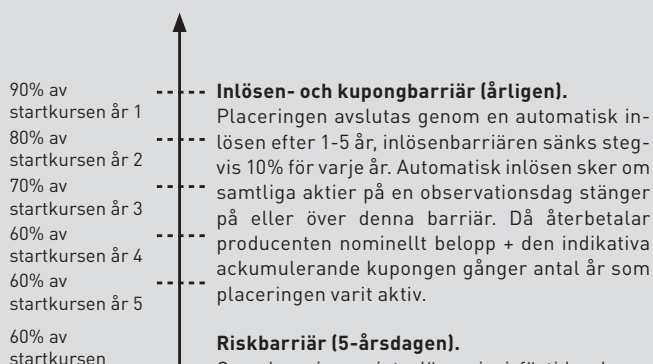 90% av
startkursen år 1
80% av
startkursen år 2
70% av
startkursen år 3
60% av
startkursen år 4
60% av
startkursen år 5
60% av
startkursen
Inlösen- och kupongbarriär (årligen).
Placeringen avslutas genom en automatisk in-
lösen efter 1-5 år, inlösenbarriären sänks steg-
vis 10% för varje år. Automatisk inlösen sker om
samtliga aktier på en observationsdag stänger
på eller över denna barriär. Då återbetalar
producenten nominellt belopp + den indikativa
ackumulerande kupongen gånger antal år som
placeringen varit aktiv.
Riskbarriär (5-årsdagen).